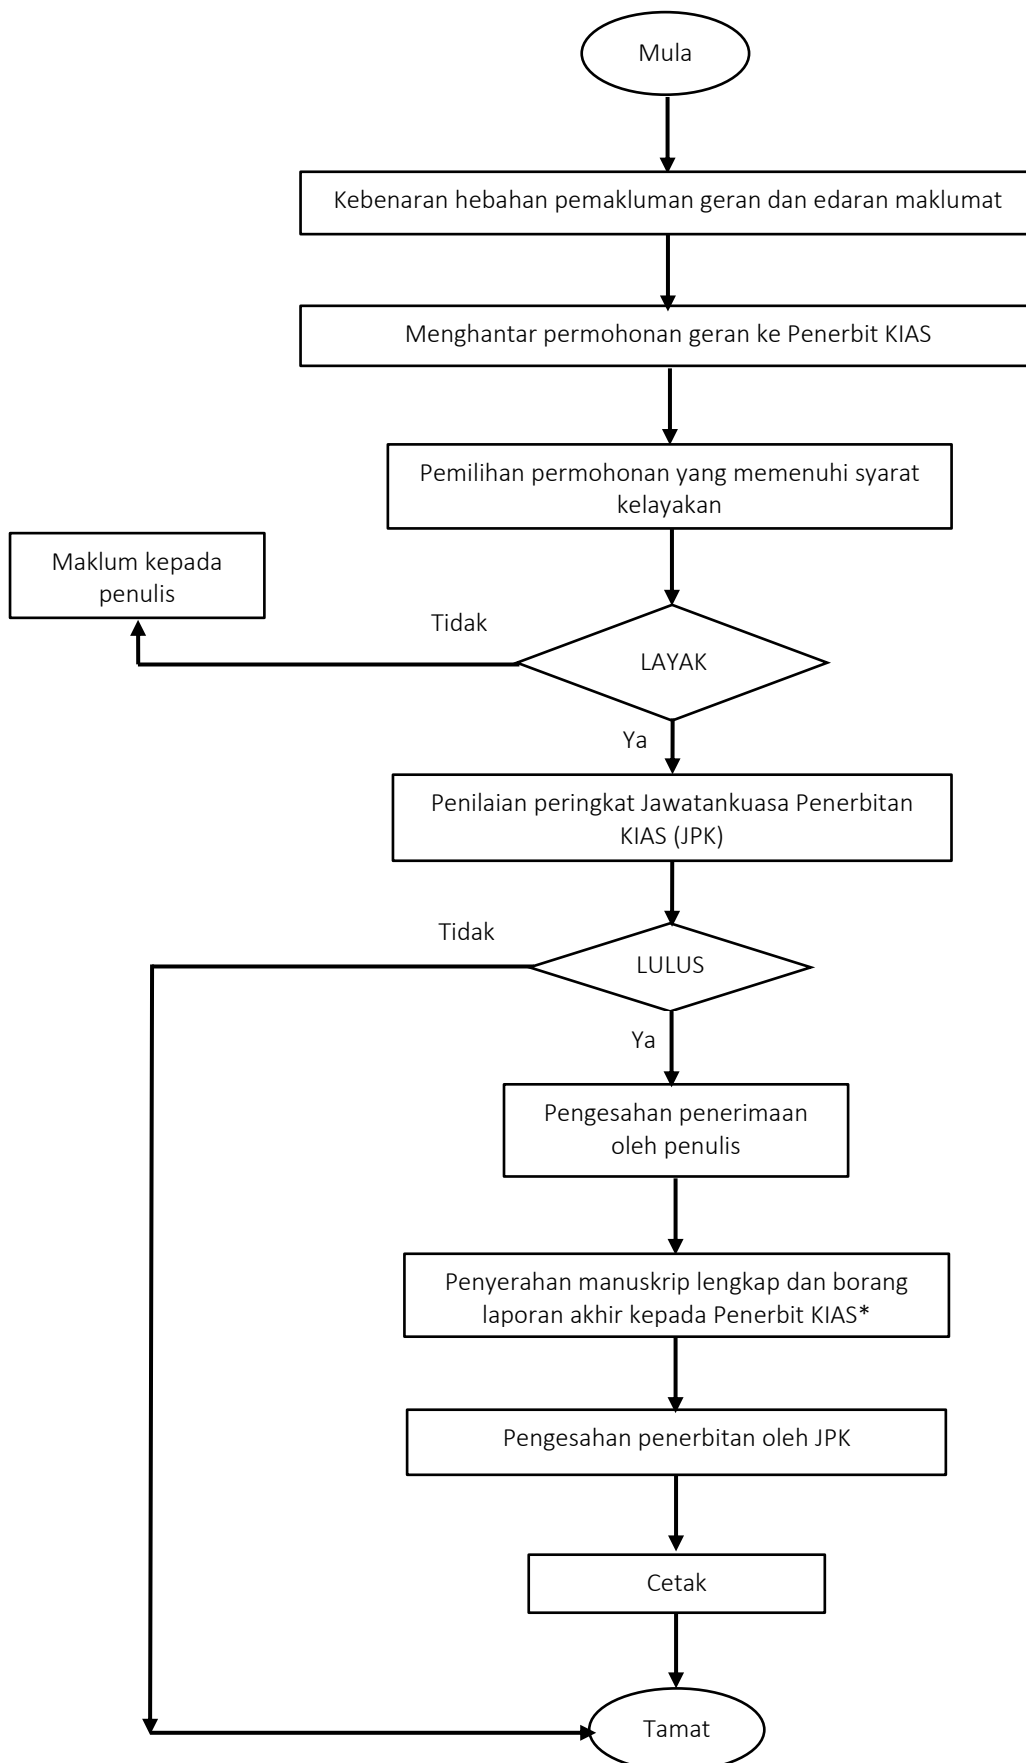 Mula
Kebenaran hebahan pemakluman geran dan edaran maklumat
Menghantar permohonan geran ke Penerbit KIAS
Pemilihan permohonan yang memenuhi syarat
kelayakan
Maklum kepada
penulis
Tidak
LAYAK
Ya
Penilaian peringkat Jawatankuasa Penerbitan
KIAS (JPK)
Tidak
LULUS
Ya
Pengesahan penerimaan
oleh penulis
Penyerahan manuskrip lengkap dan borang
laporan akhir kepada Penerbit KIAS*
Pengesahan penerbitan oleh JPK
Cetak
Tamat